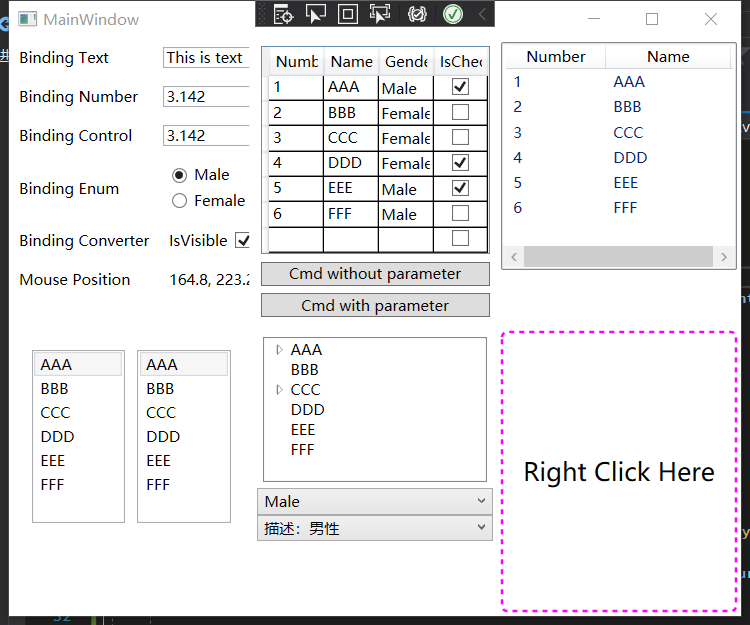 MainWindow
Binding Text
This is text
Binding Number
3.142
Binding Control
3.142
Binding Enum
Male
Female
Binding Converter
IsVisible
Mouse Position
164.8, 223.2
Numb Name Gende IsChec
1 AAA Male
2 BBB Female
3 CCC Female
4 DDD Female
5 EEE Male
6 FFF Male
Cmd without parameter
Cmd with parameter
Number Name
1 AAA
2 BBB
3 CCC
4 DDD
5 EEE
6 FFF
AAA
BBB
CCC
DDD
EEE
FFF
AAA
BBB
CCC
DDD
EEE
FFF
AAA
BBB
CCC
DDD
EEE
FFF
Male
描述：男性
Right Click Here